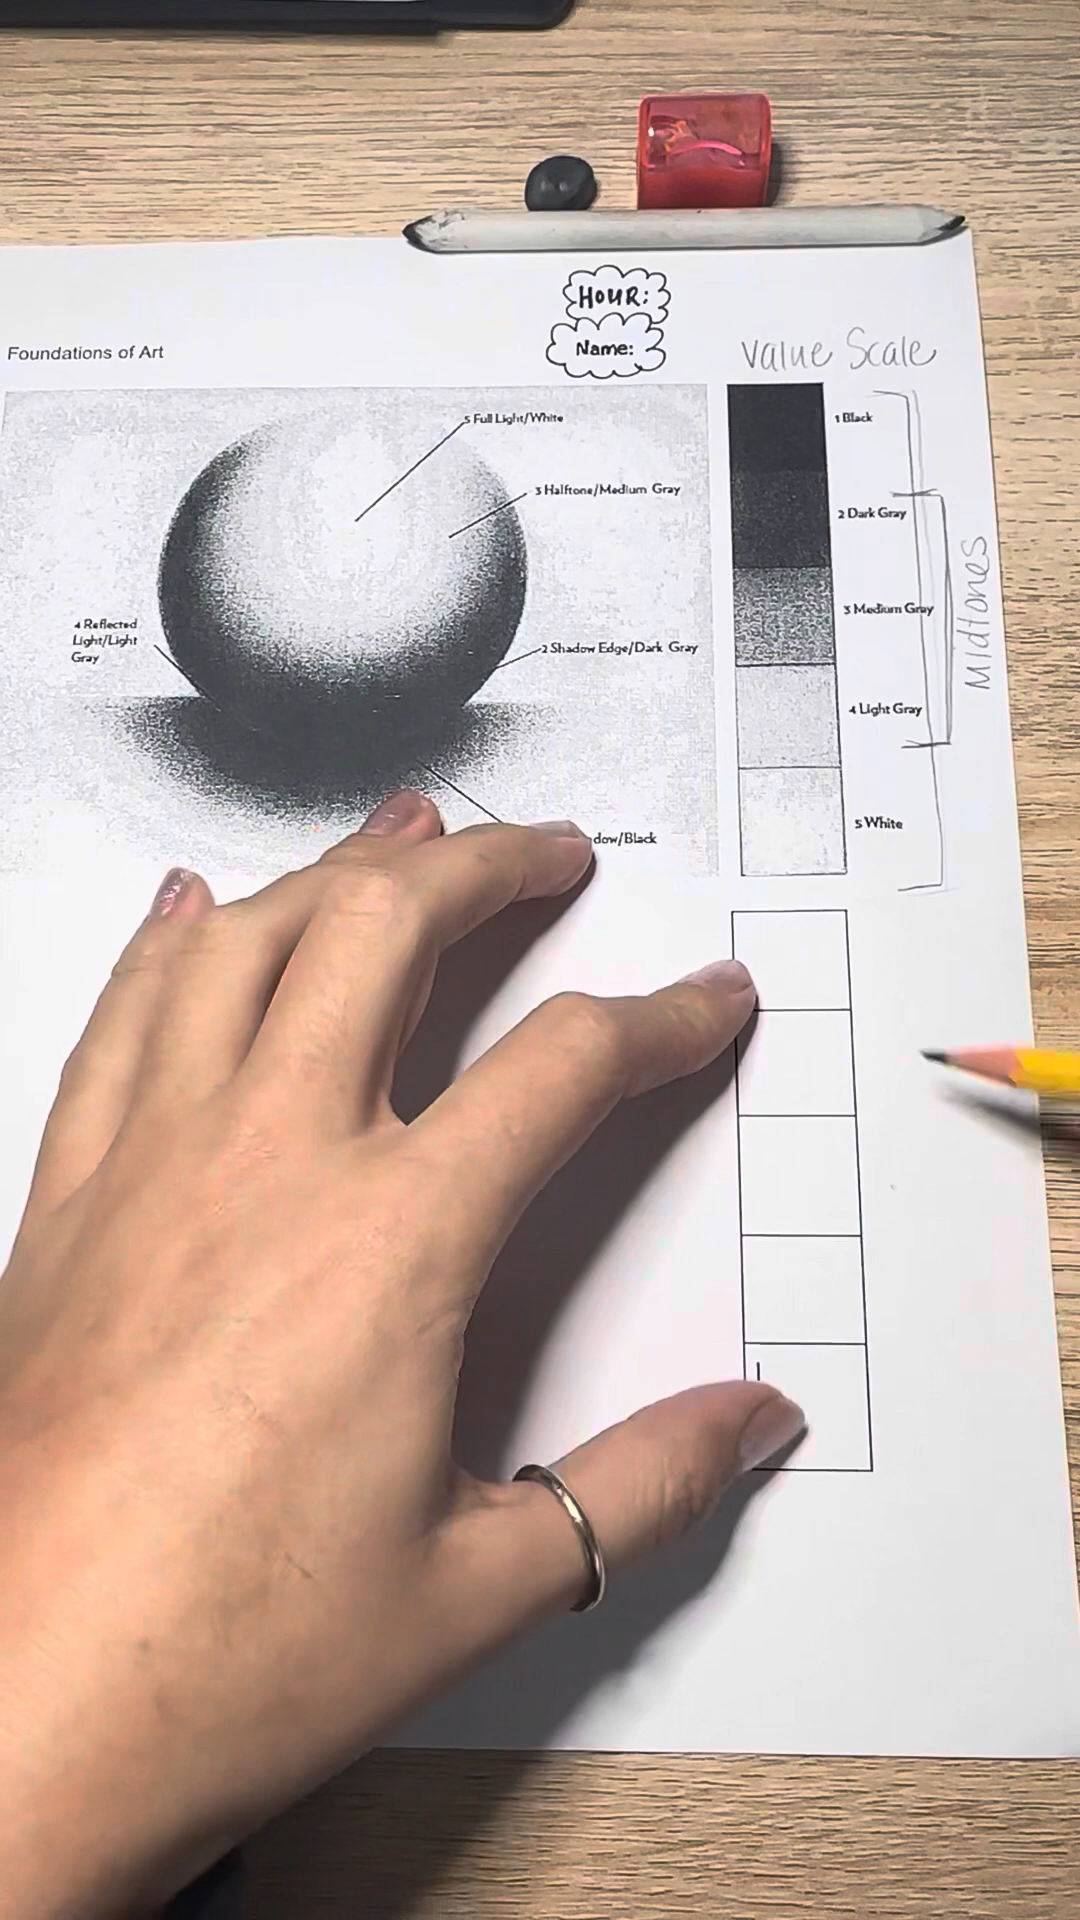 HOUR:
Name:
Foundations of Art
Value Scale
5 Full Light/White
3 Halftone/Medium Gray
4 Reflected
Light/Light
Gray
2 Shadow Edge/Dark Gray
dow/Black
1 Black
2 Dark Gray
3 Medium Gray
4 Light Gray
5 White
Midtones